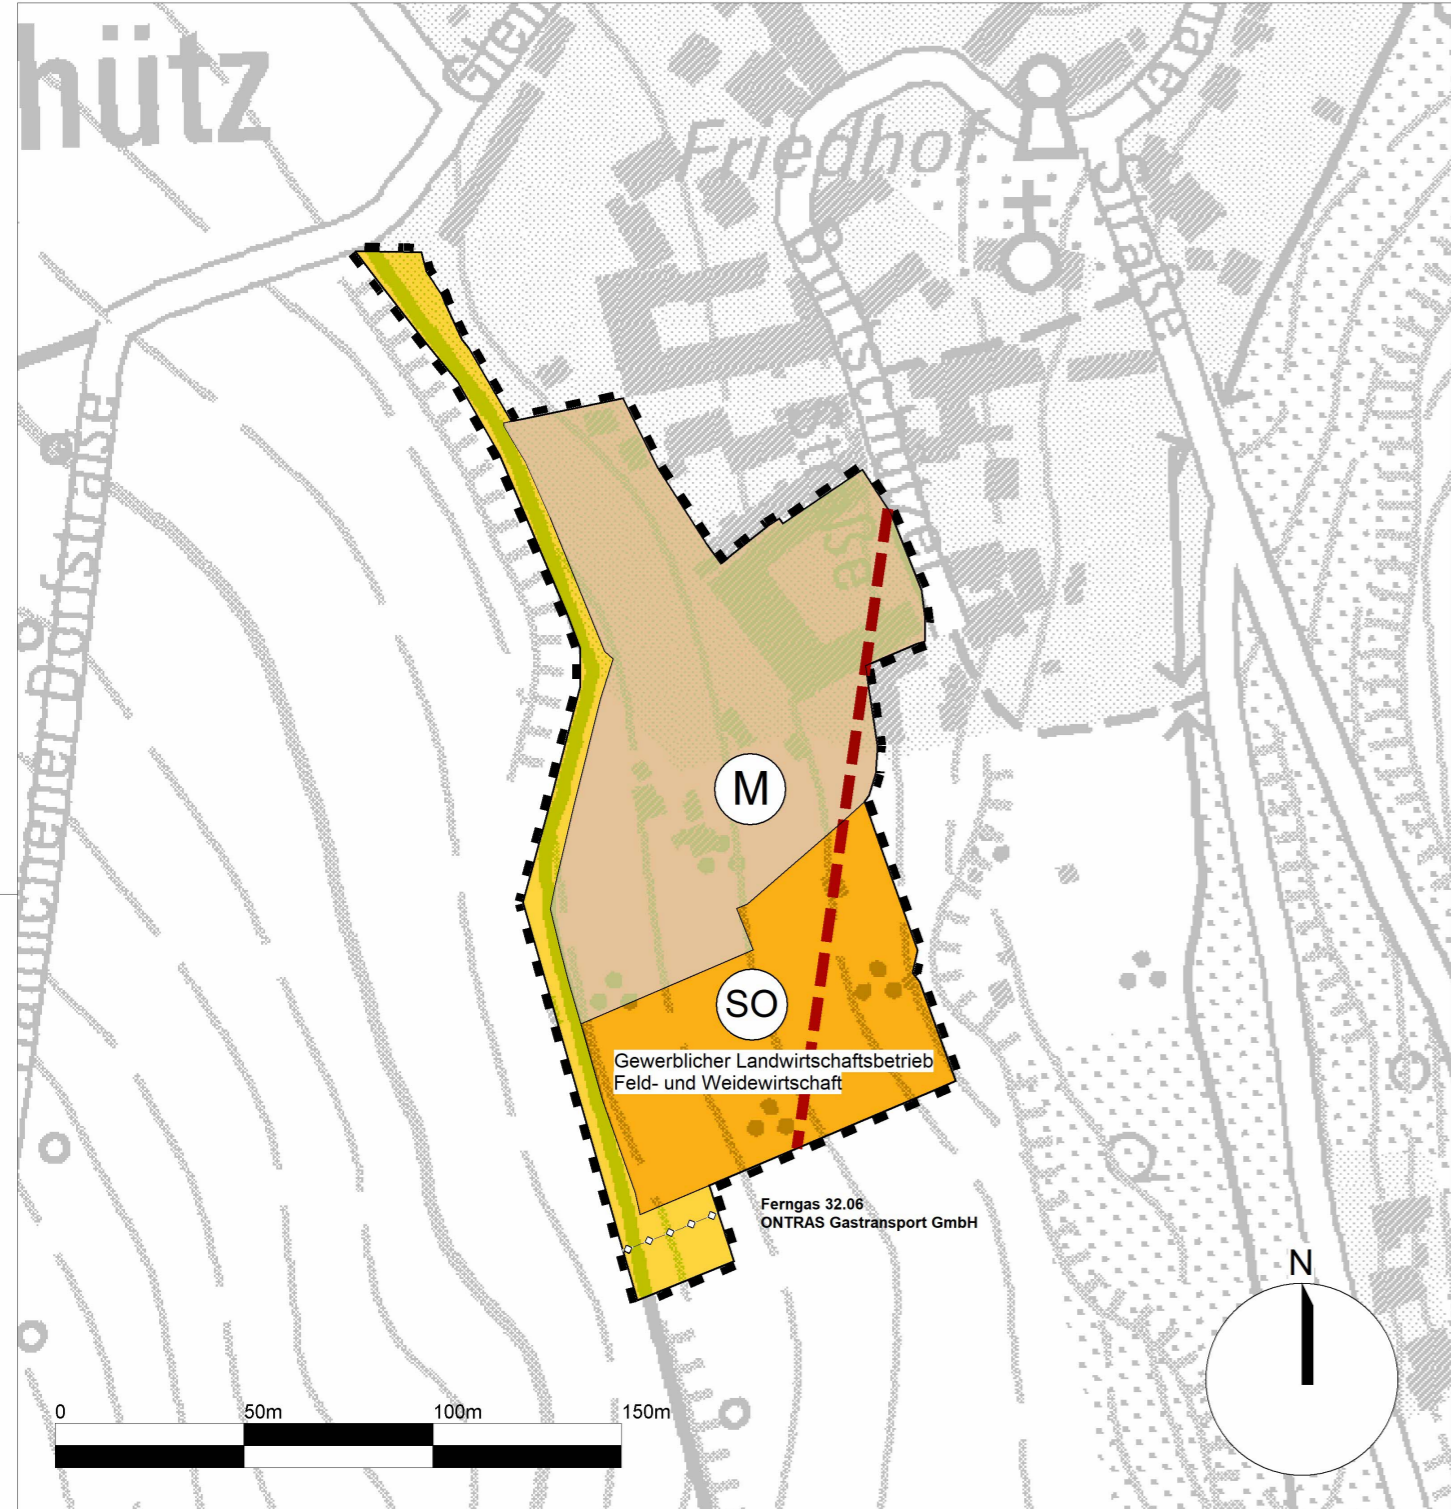 hütz
Friedhof
Straße
M
SO
Gewerblicher Landwirtschaftsbetrieb
Feld- und Weidewirtschaft
Ferngas 32.06
ONTRAS Gastransport GmbH
N
0 50m 100m 150m